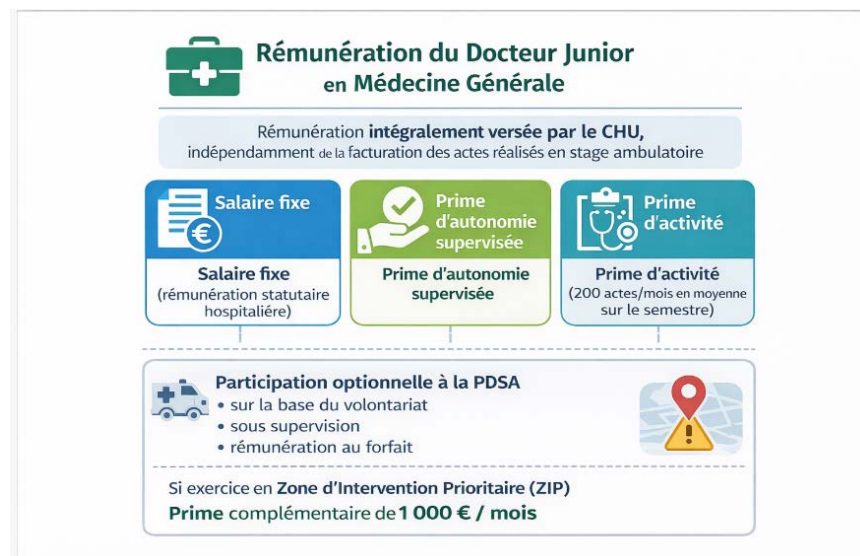 Rémunération du Docteur Junior
en Médecine Générale
Rémunération intégralement versée par le CHU,
indépendamment de la facturation des actes réalisés en stage ambulatoire
Salaire fixe
Salaire fixe
(rémunération statutaire
hospitaliére)
Prime
d'autonomie
supervisée
Prime d'autonomie
supervisée
Prime
d'activité
Prime d'activité
(200 actes/mois en moyenne
sur le semestre)
Participation optionnelle à la PDSA
• sur la base du volontariat
• sous supervision
• rémunération au forfait
Si exercice en Zone d'Intervention Prioritaire (ZIP)
Prime complémentaire de 1 000 € / mois